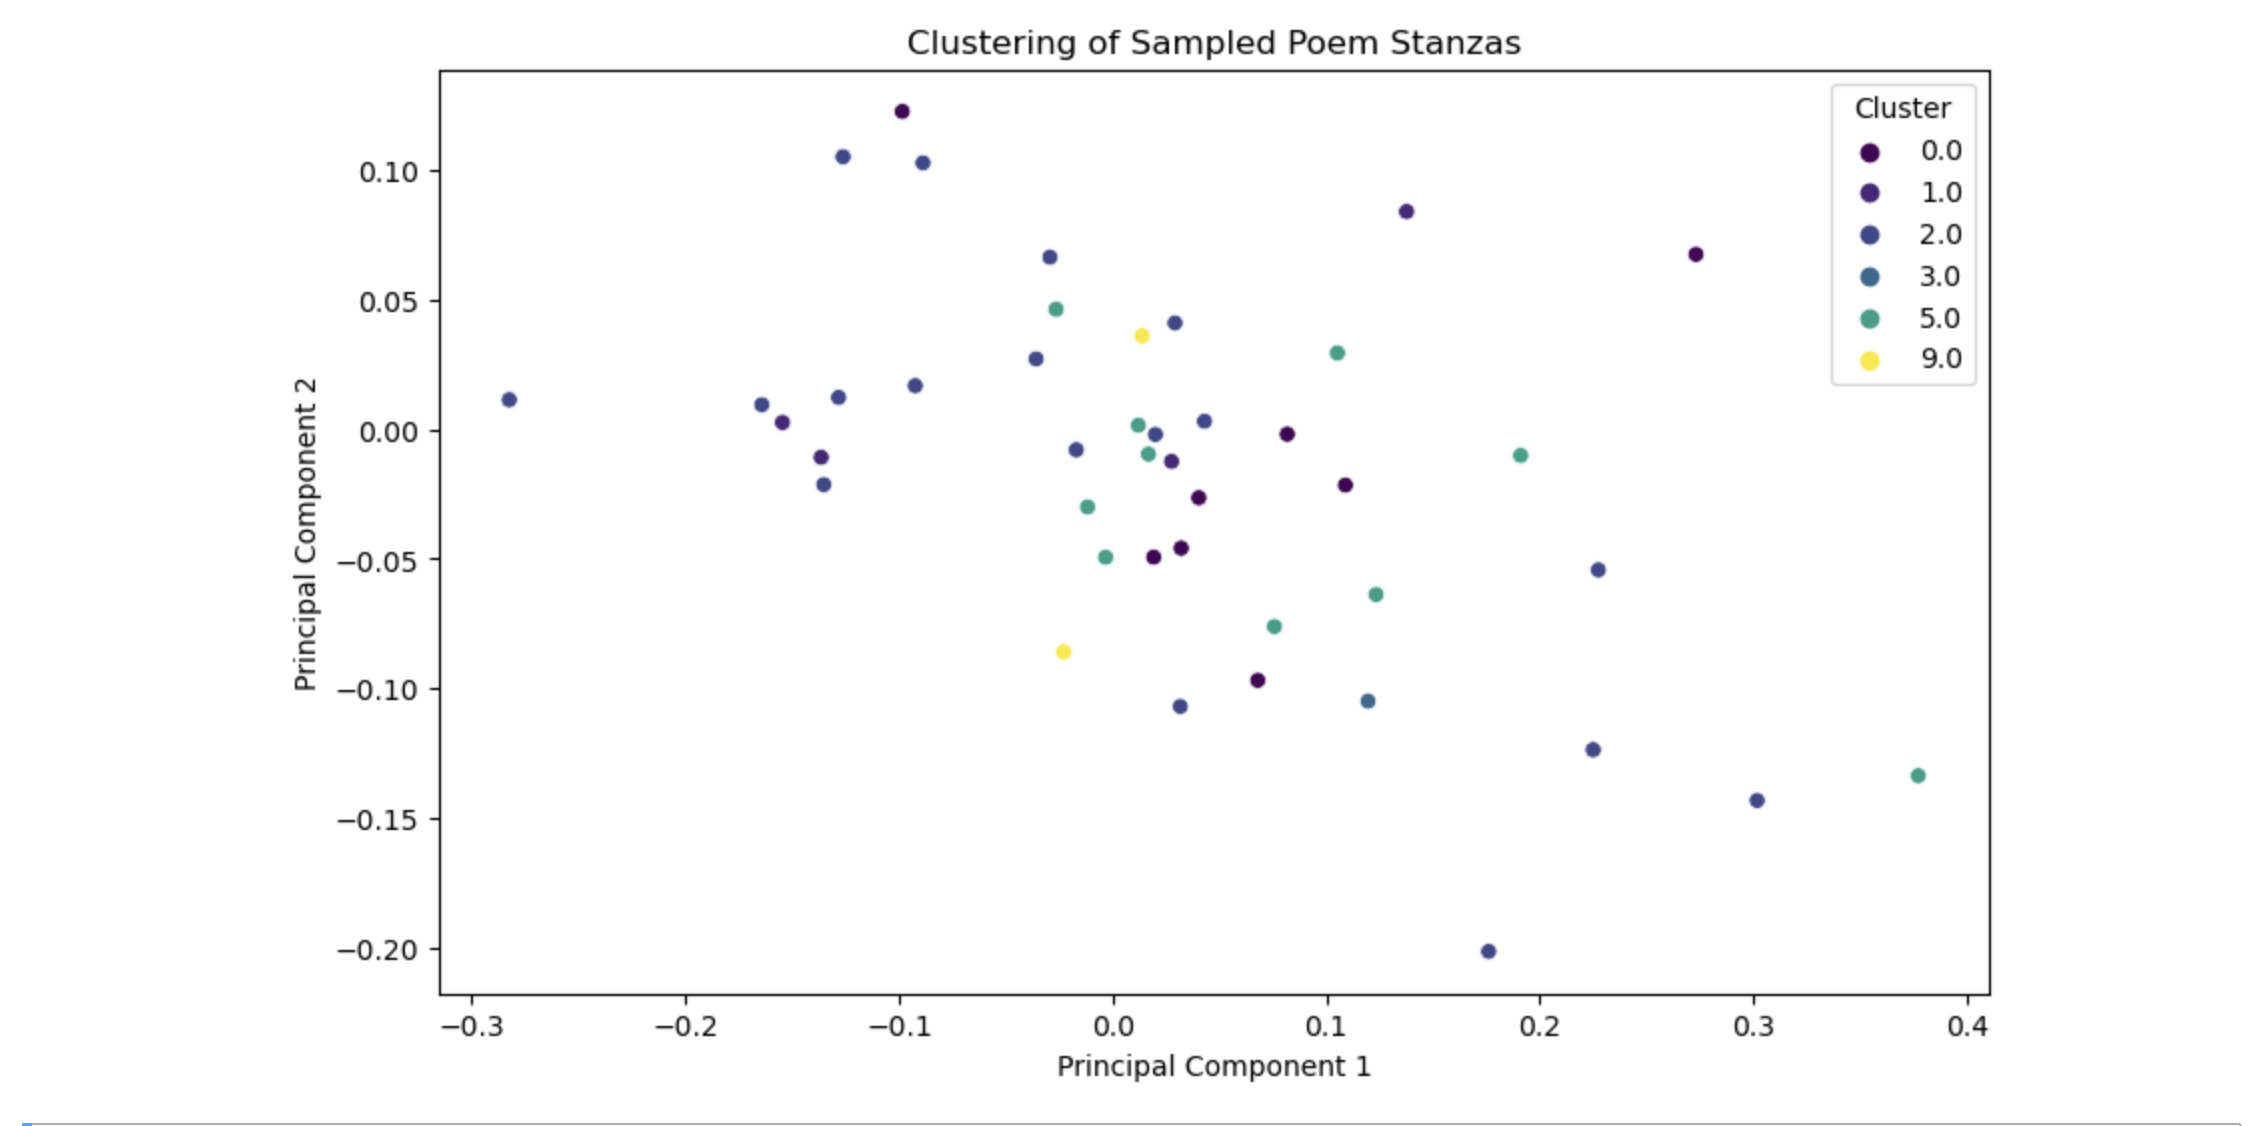 Clustering of Sampled Poem Stanzas
Cluster
0.0
1.0
2.0
3.0
5.0
9.0
Principal Component 2
0.10
0.05
0.00
−0.05
−0.10
−0.15
−0.20
−0.3 −0.2 −0.1 0.0 0.1 0.2 0.3 0.4
Principal Component 1